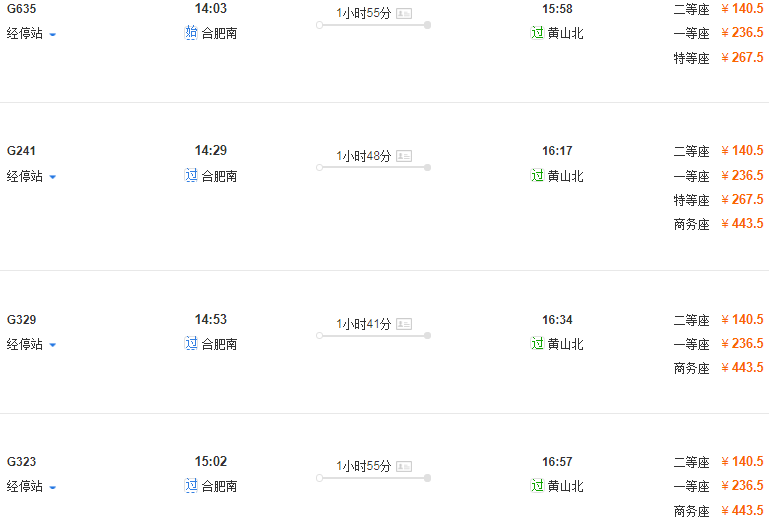 G635 14:03 1小时55分 15:58 二等座 ¥140.5
经停站 始 合肥南 过 黄山北 一等座 ¥236.5
特等座 ¥267.5
G241 14:29 1小时48分 16:17 二等座 ¥140.5
经停站 过 合肥南 过 黄山北 一等座 ¥236.5
特等座 ¥267.5
商务座 ¥443.5
G329 14:53 1小时41分 16:34 二等座 ¥140.5
经停站 过 合肥南 过 黄山北 一等座 ¥236.5
商务座 ¥443.5
G323 15:02 1小时55分 16:57 二等座 ¥140.5
经停站 过 合肥南 过 黄山北 一等座 ¥236.5
商务座 ¥443.5